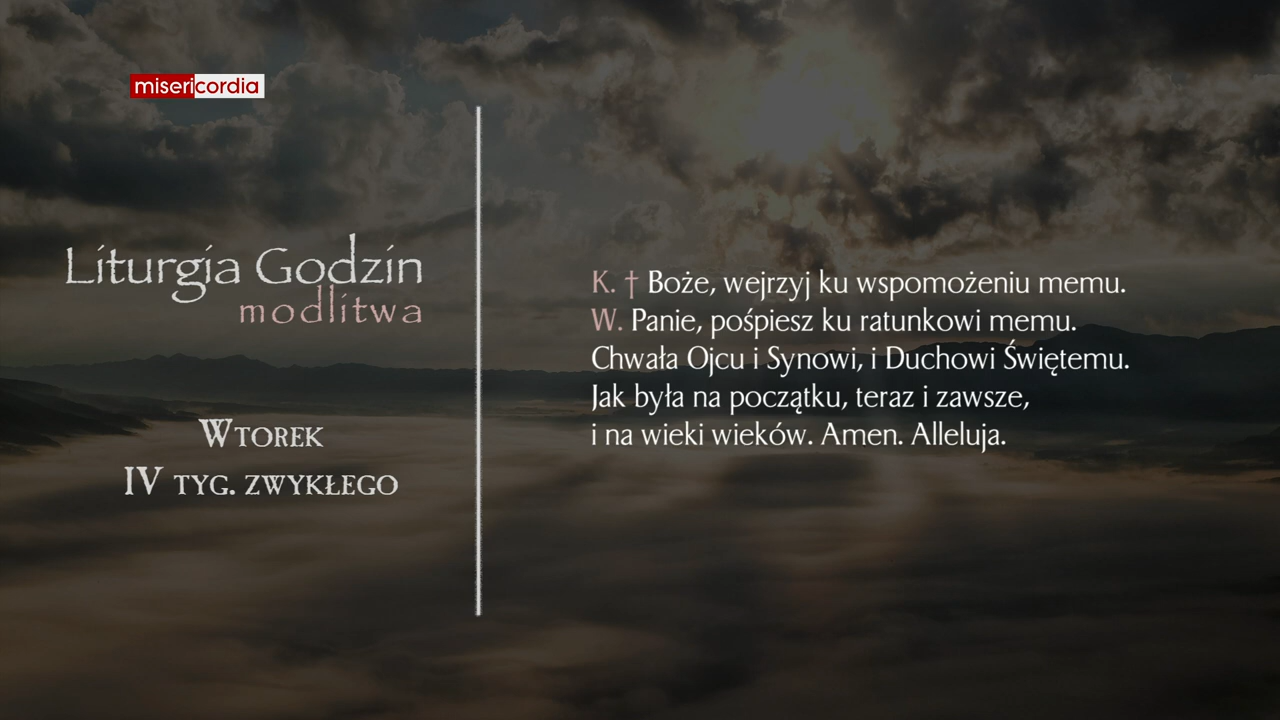 misericordia
Liturgia Godzin
modlitwa
Wtorek
IV tyg. zwykłego
K. † Boże, wejrzyj ku wspomożeniu memu.
W. Panie, pośpiesz ku ratunkowi memu.
Chwała Ojcu i Synowi, i Duchowi Świętemu.
Jak była na początku, teraz i zawsze,
i na wieki wieków. Amen. Alleluja.